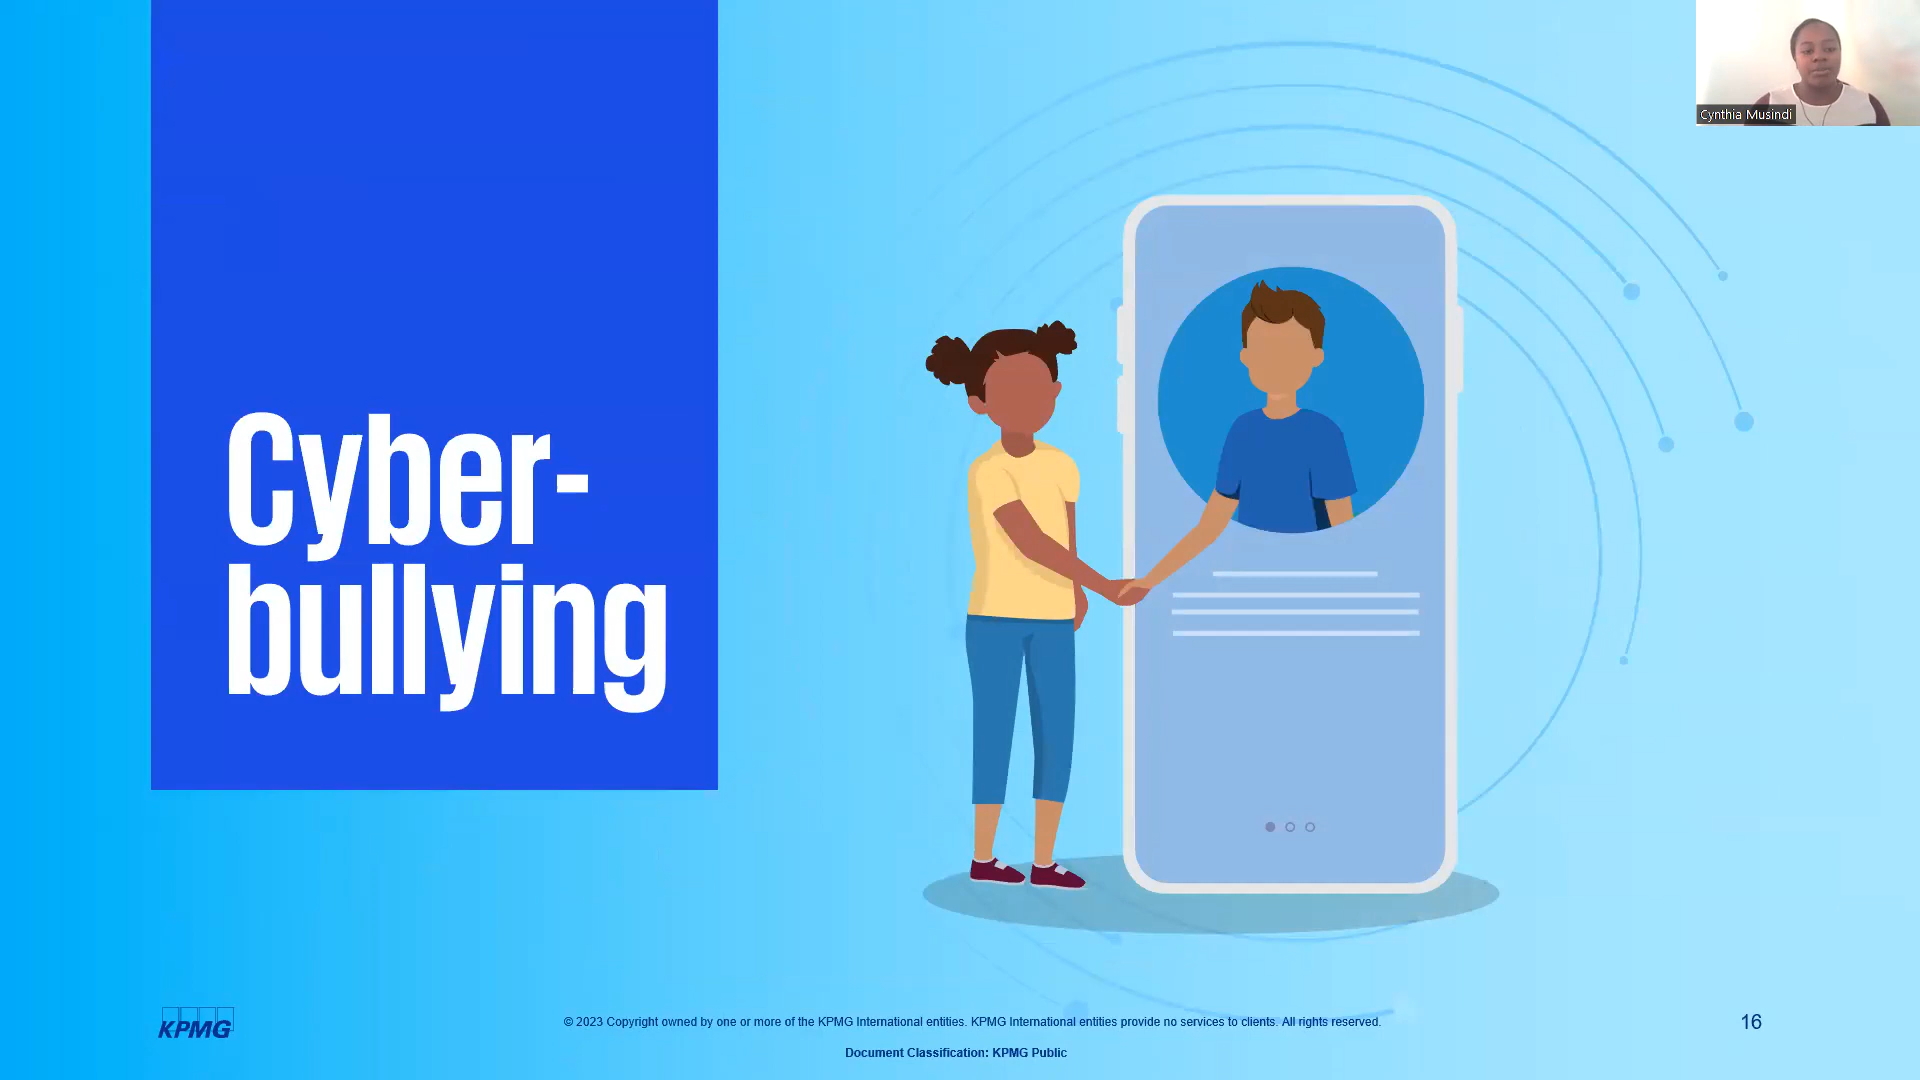 Cynthia Musindi
Cyber-
bullying
KPMG
© 2023 Copyright owned by one or more of the KPMG International entities. KPMG International entities provide no services to clients. All rights reserved.
16
Document Classification: KPMG Public